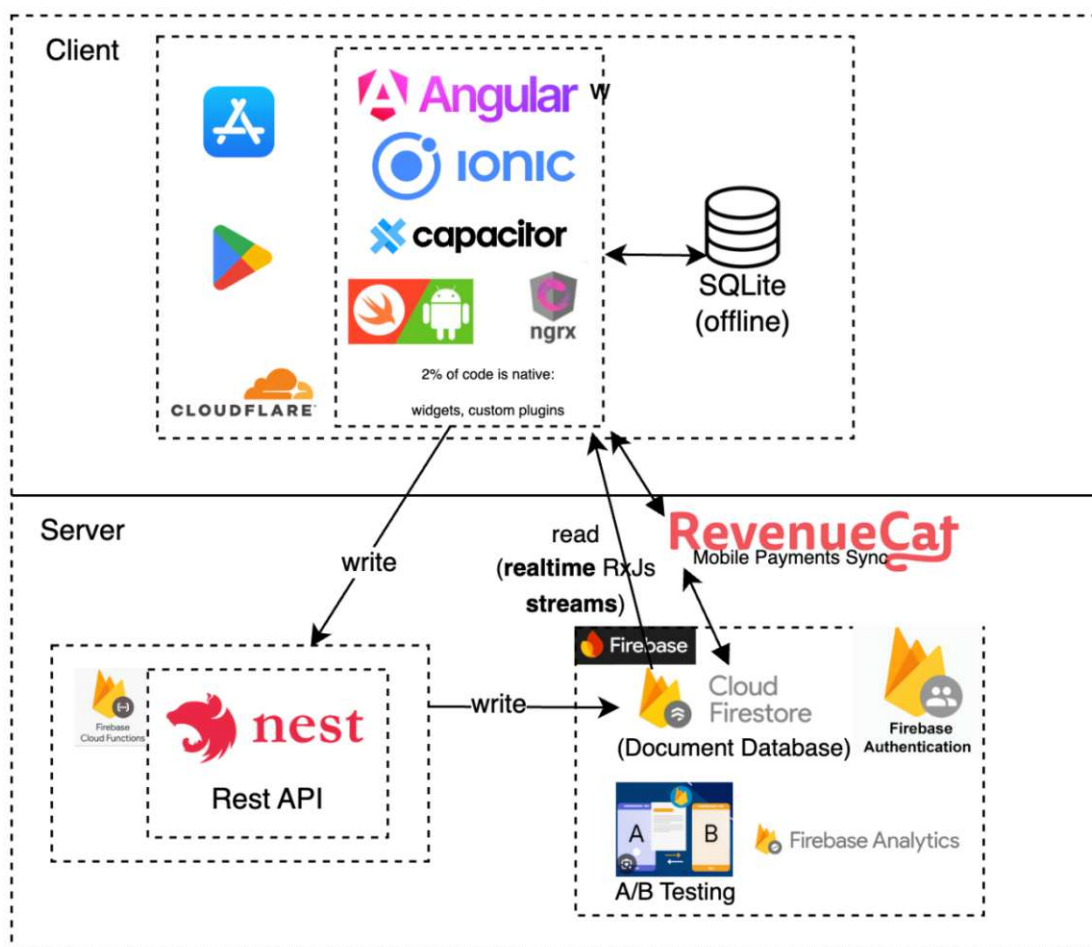 Client
Angular w
ionic
capacitor
ngrx
2% of code is native:
widgets, custom plugins
CLOUDFLARE
SQLite
(offline)
Server
write
read
(realtime RxJs
streams)
RevenueCat
Mobile Payments Sync
Firebase
Cloud Functions
nest
Rest API
write
Firebase
Cloud
Firestore
(Document Database)
Firebase
Authentication
A
B
A/B Testing
Firebase Analytics